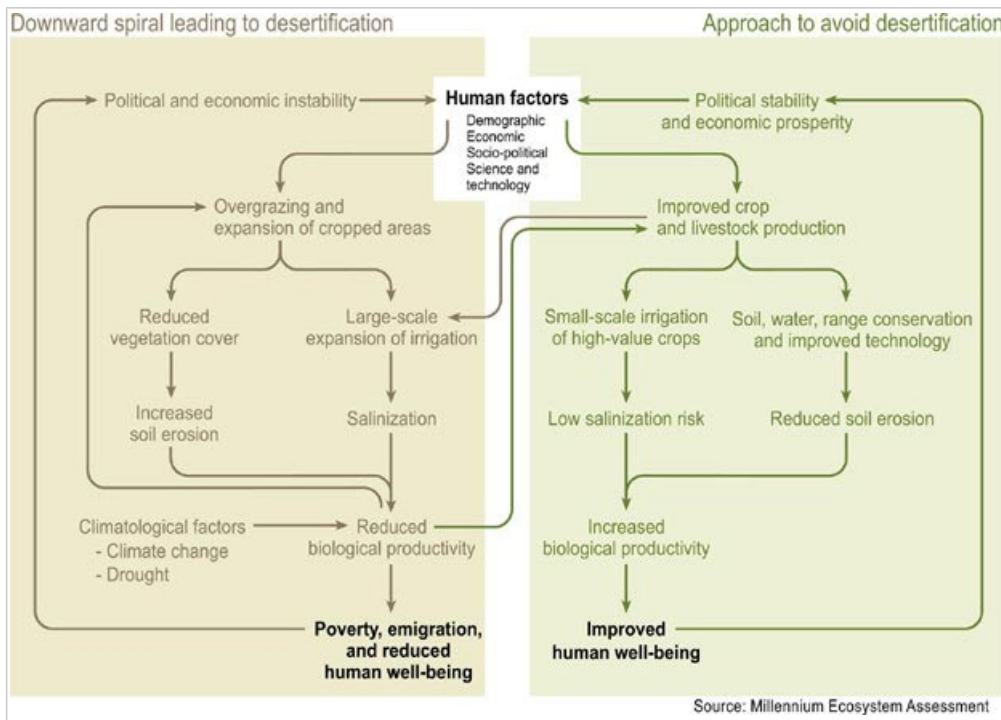 Downward spiral leading to desertification
Approach to avoid desertification
Political and economic instability
Human factors
Demographic
Economic
Socio-political
Science and
technology
Political stability
and economic prosperity
Overgrazing and
expansion of cropped areas
Improved crop
and livestock production
Reduced
vegetation cover
Large-scale
expansion of irrigation
Small-scale irrigation
of high-value crops
Soil, water, range conservation
and improved technology
Increased
soil erosion
Salinization
Low salinization risk
Reduced soil erosion
Climatological factors
- Climate change
- Drought
Reduced
biological productivity
Increased
biological productivity
Poverty, emigration,
and reduced
human well-being
Improved
human well-being
Source: Millennium Ecosystem Assessment